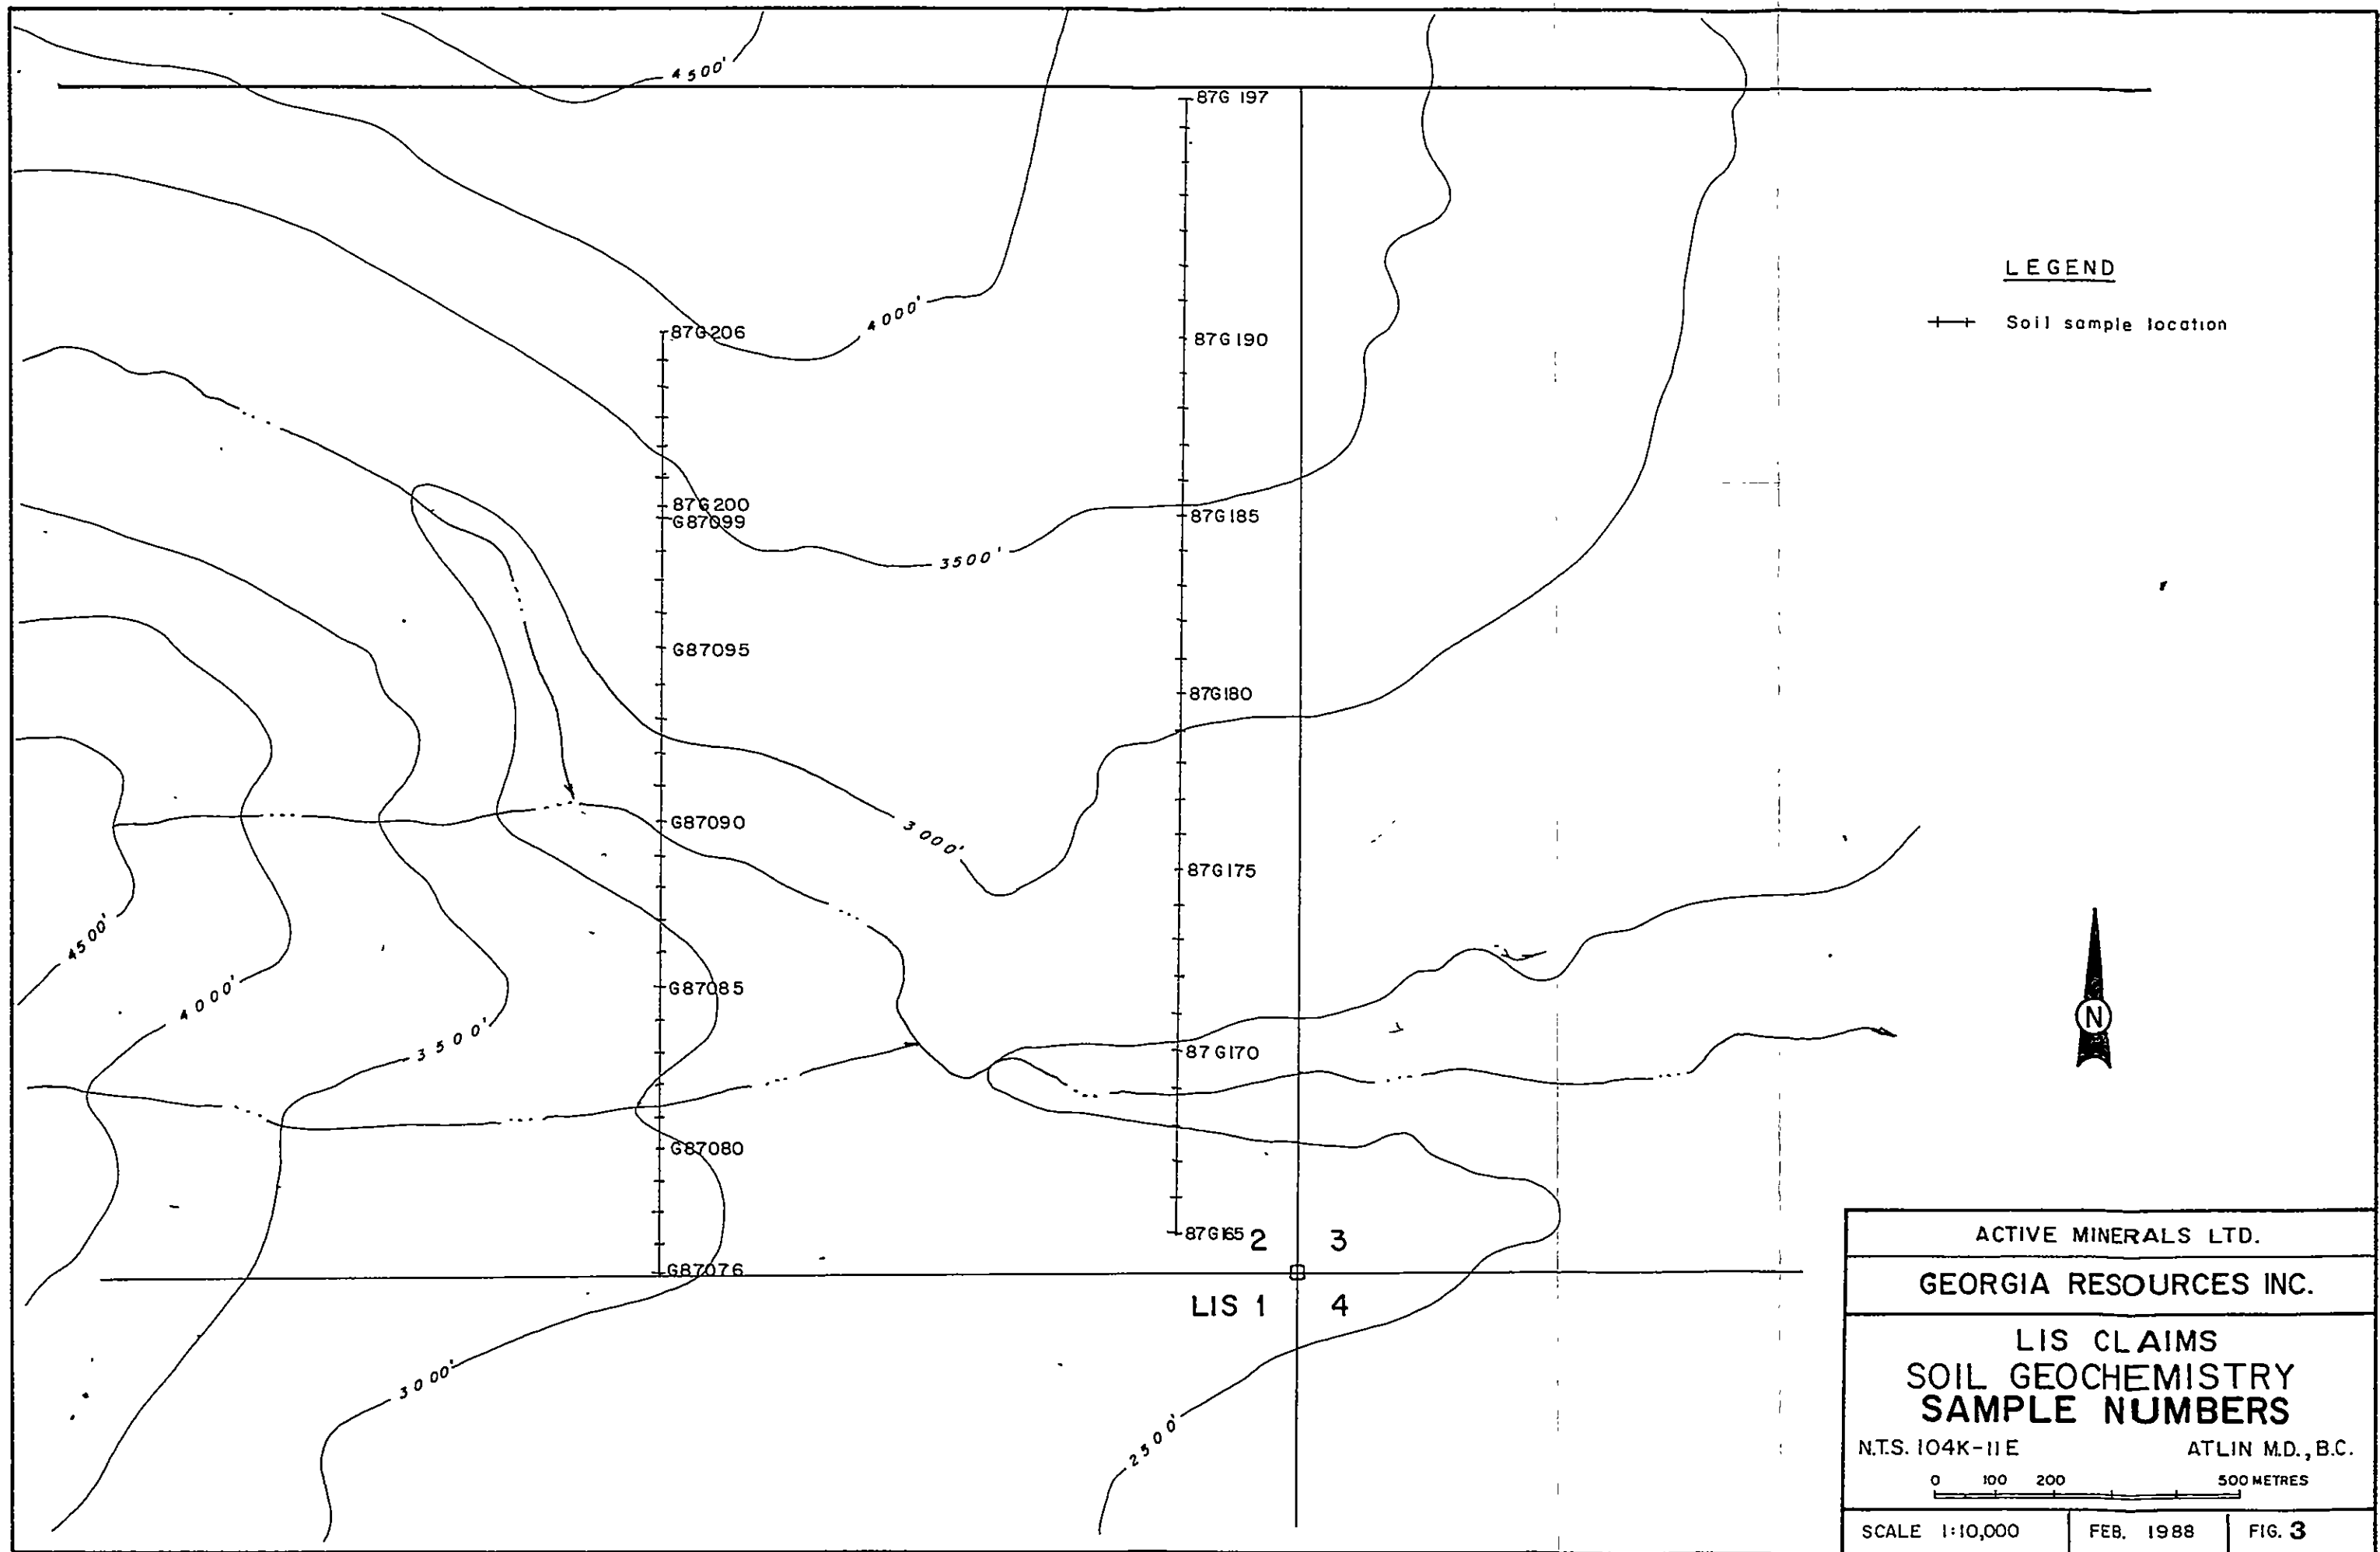 4500'
87G 197
LEGEND
Soil sample location
4000'
87G206
87G190
87G200
G87099
87G185
3500'
G87095
87G180
G87090
3000'
87G175
4500'
G87085
4000'
3500'
N
87G170
G87080
87G165
2
3
G87076
LIS 1
4
3000'
2500'
ACTIVE MINERALS LTD.
GEORGIA RESOURCES INC.
LIS CLAIMS
SOIL GEOCHEMISTRY
SAMPLE NUMBERS
N.T.S. 104K-11E ATLIN M.D., B.C.
0 100 200 500 METRES
SCALE 1:10,000 FEB. 1988 FIG. 3